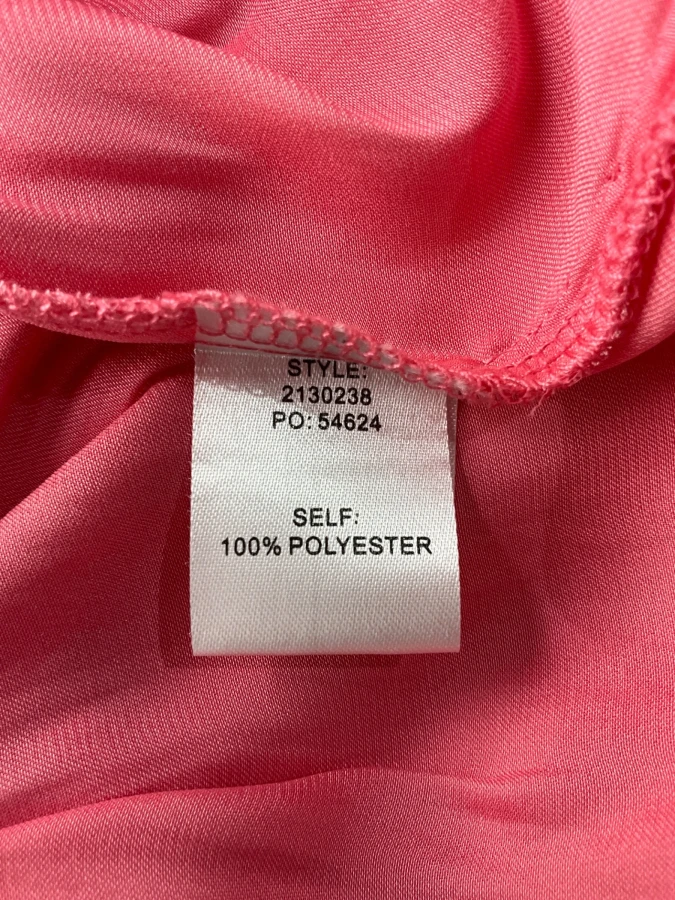 STYLE:
2130238
PO: 54624
SELF:
100% POLYESTER